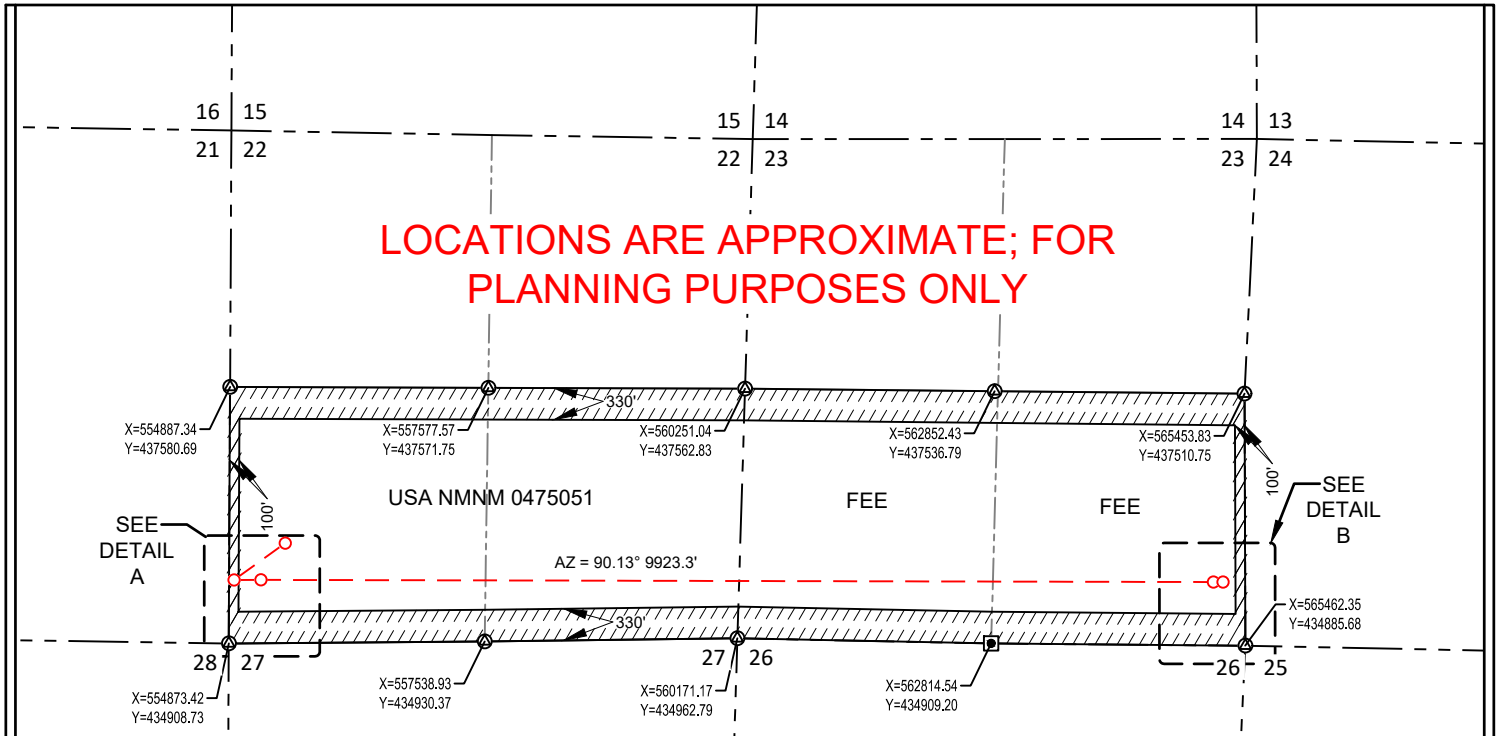 16 15
15 14
14 13
21 22
22 23
23 24
LOCATIONS ARE APPROXIMATE; FOR
PLANNING PURPOSES ONLY
330'
X=554887.34
Y=437580.69
X=557577.57
Y=437571.75
X=560251.04
Y=437562.83
X=562852.43
Y=437536.79
X=565453.83
Y=437510.75
100'
100'
USA NMNM 0475051
FEE
FEE
SEE
DETAIL
A
SEE
DETAIL
B
AZ = 90.13° 9923.3'
330'
X=565462.35
Y=434885.68
28 27
27 26
26 25
X=554873.42
Y=434908.73
X=557538.93
Y=434930.37
X=560171.17
Y=434962.79
X=562814.54
Y=434909.20